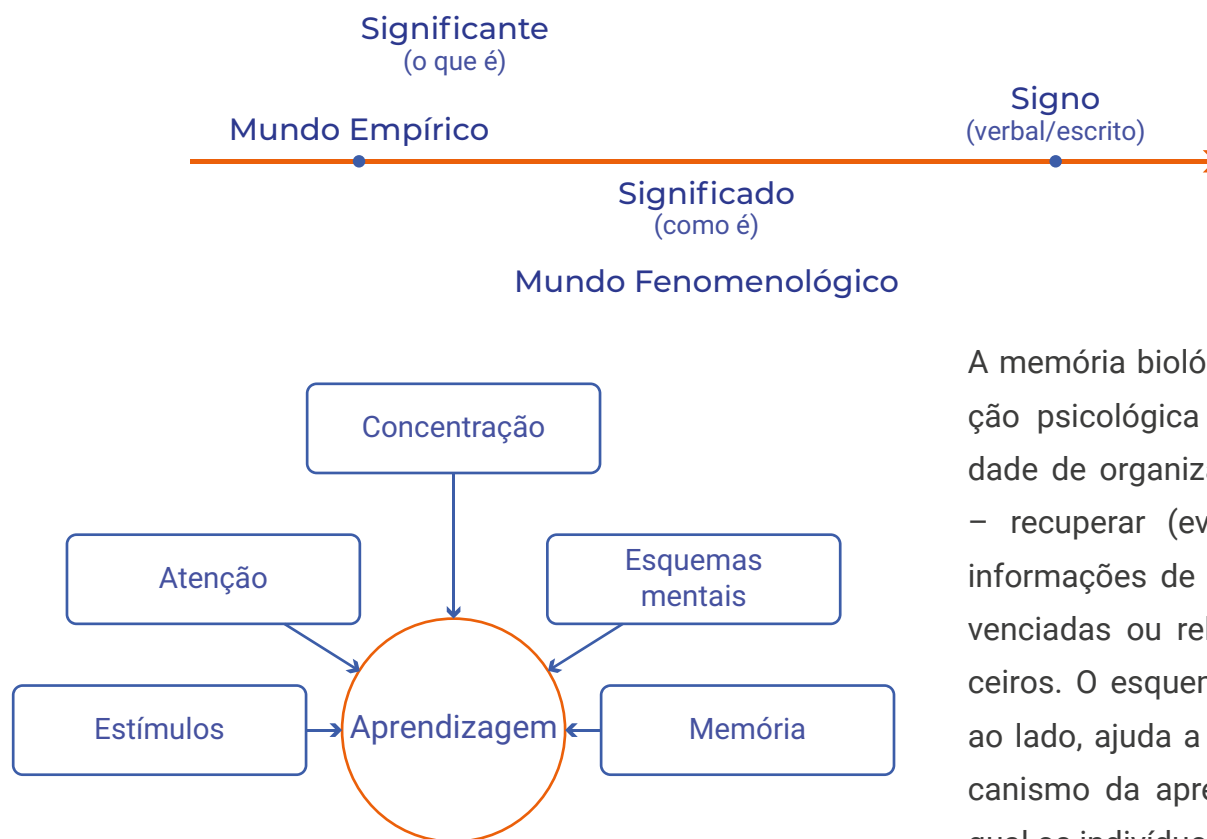 Significante
(o que é)
Mundo Empírico
Signo
(verbal/escrito)
Significado
(como é)
Mundo Fenomenológico
Concentração
Atenção
Esquemas
mentais
Estímulos
Aprendizagem
Memória
A memória bioló
ção psicológica
dade de organiza
– recuperar (ev
informações de
venciadas ou rel
ceiros. O esquem
ao lado, ajuda a
canismo da apre